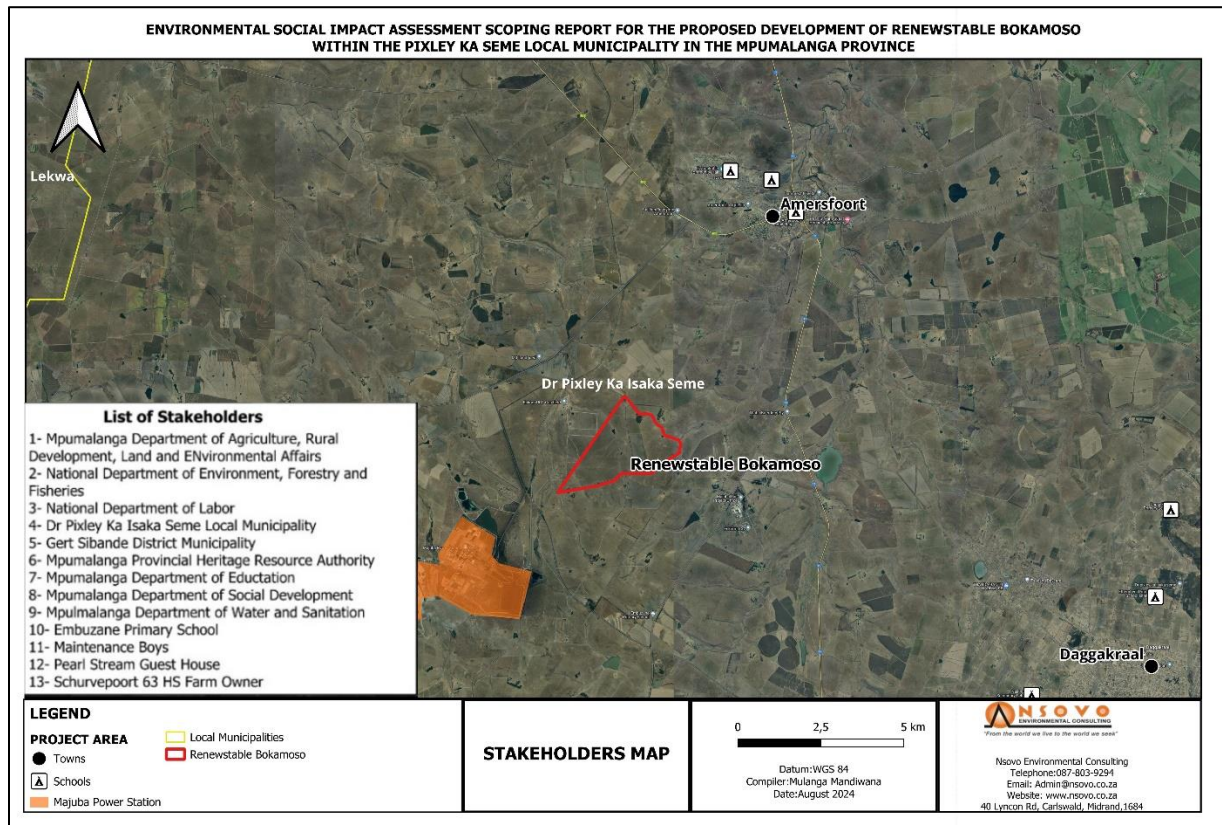 ENVIRONMENTAL SOCIAL IMPACT ASSESSMENT SCOPING REPORT FOR THE PROPOSED DEVELOPMENT OF RENEWSTABLE BOKAMOSO
WITHIN THE PIXLEY KA SEME LOCAL MUNICIPALITY IN THE MPUMALANGA PROVINCE
Lekwa
Amersfoort
Dr Pixley Ka Isaka Seme
Renewstable Bokamoso
Daggakraal
List of Stakeholders
1- Mpumalanga Department of Agriculture, Rural
Development, Land and ENvironmental Affairs
2- National Department of Environment, Forestry and
Fisheries
3- National Department of Labor
4- Dr Pixley Ka Isaka Seme Local Municipality
5- Gert Sibande District Municipality
6- Mpumalanga Provincial Heritage Resource Authority
7- Mpumalanga Department of Eductation
8- Mpumalanga Department of Social Development
9- Mpulmalanga Department of Water and Sanitation
10- Embuzane Primary School
11- Maintenance Boys
12- Pearl Stream Guest House
13- Schurvepoort 63 HS Farm Owner
LEGEND
PROJECT AREA
Towns
Schools
Majuba Power Station
Local Municipalities
Renewstable Bokamoso
STAKEHOLDERS MAP
0 2,5 5 km
Datum:WGS 84
Compiler:Mulanga Mandiwana
Date:August 2024
NSOVO
ENVIRONMENTAL CONSULTING
"From the world we live to the world we seek"
Nsovo Environmental Consulting
Telephone:087-803-9294
Email: Admin@nsovo.co.za
Website: www.nsovo.co.za
40 Lyncon Rd, Carlswald, Midrand,1684